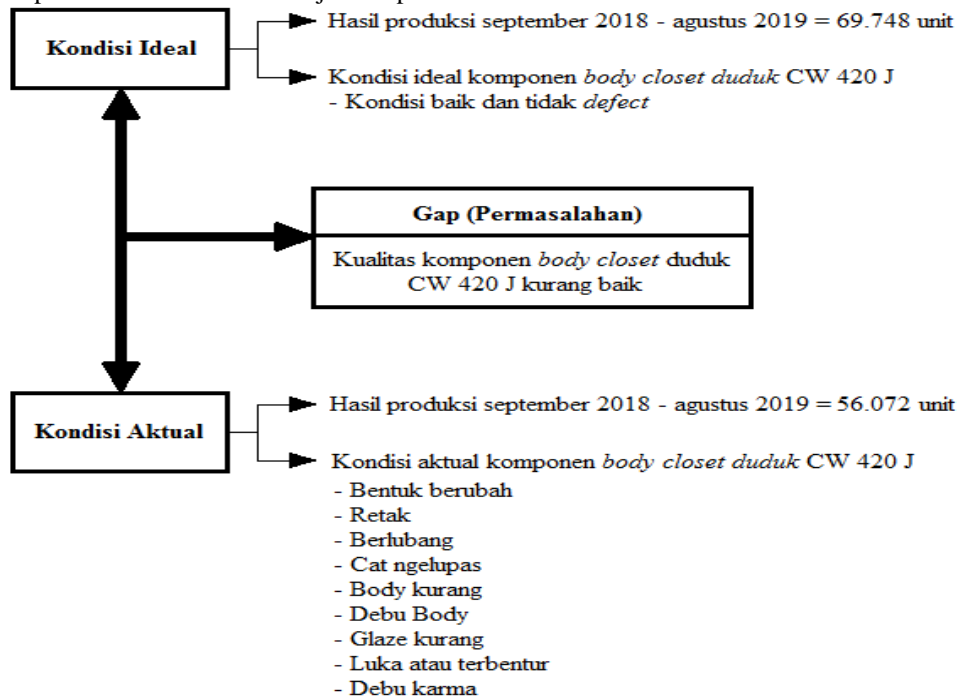 Hasil produksi september 2018 - agustus 2019 = 69.748 unit
Kondisi Ideal
Kondisi ideal komponen body closet duduk CW 420 J
- Kondisi baik dan tidak defect
Gap (Permasalahan)
Kualitas komponen body closet duduk
CW 420 J kurang baik
Hasil produksi september 2018 - agustus 2019 = 56.072 unit
Kondisi Aktual
Kondisi aktual komponen body closet duduk CW 420 J
- Bentuk berubah
- Retak
- Berlubang
- Cat ngelupas
- Body kurang
- Debu Body
- Glaze kurang
- Luka atau terbentur
- Debu karma